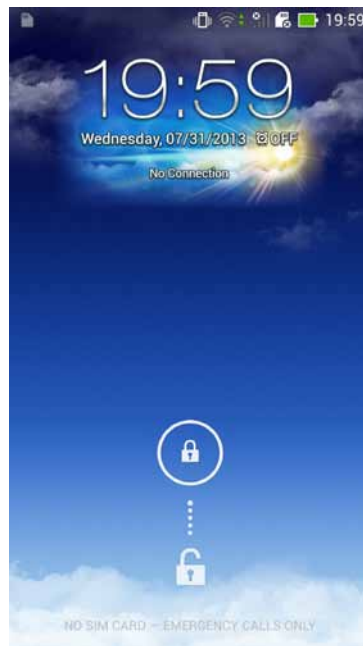 19:59
19:59
Wednesday, 07/31/2013 OFF
No Connection
NO SIM CARD – EMERGENCY CALLS ONLY